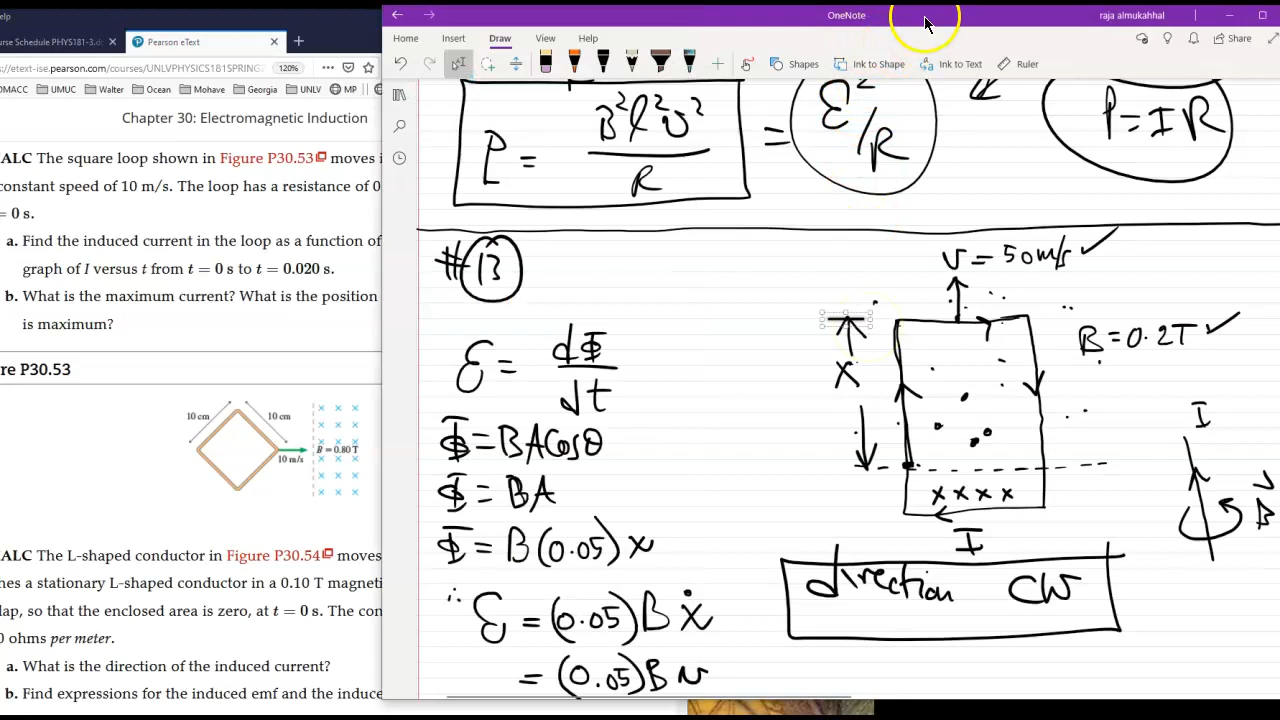 elp
urse Schedule PHYS181-3.d
Pearson eText
etext-ise.pearson.com/courses/UNLVPHYSICS181SPRING
120%
OMACC UMUC Walter Ocean Mohave Georgia UNLV MP
Chapter 30: Electromagnetic Induction
ALC The square loop shown in Figure P30.53 moves i
constant speed of 10 m/s. The loop has a resistance of 0
= 0 s.
a. Find the induced current in the loop as a function of
graph of I versus t from t = 0 s to t = 0.020 s.
b. What is the maximum current? What is the position
is maximum?
re P30.53
10 cm 10 cm
B = 0.80 T
10 m/s
ALC The L-shaped conductor in Figure P30.54 moves
hes a stationary L-shaped conductor in a 0.10 T magneti
lap, so that the enclosed area is zero, at t = 0 s. The con
0 ohms per meter.
a. What is the direction of the induced current?
b. Find expressions for the induced emf and the induce
OneNote
raja almukahhal
Home Insert Draw View Help
Share
Shapes Ink to Shape Ink to Text Ruler
P = B²l²v² / R = ε²/R
P = I R
#13
v = 50 m/s ✓
B = 0.2T ✓
ε = dΦ/dt
x
Φ = BA Cosθ
I
Φ = BA
x x x x
B
Φ = B(0.05) x
I
direction CW
∴ ε = (0.05) B ẋ
= (0.05) B v